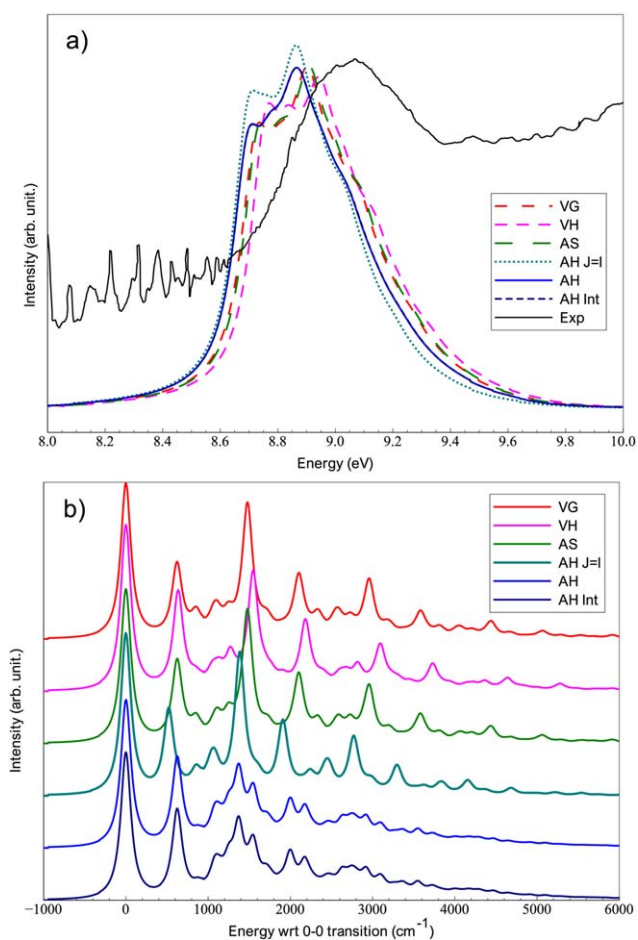 a)
Intensity (arb. unit.)
VG
VH
AS
AH J=I
AH
AH Int
Exp
8.0 8.2 8.4 8.6 8.8 9.0 9.2 9.4 9.6 9.8 10.0
Energy (eV)
b)
Intensity (arb. unit.)
VG
VH
AS
AH J=I
AH
AH Int
−1000 0 1000 2000 3000 4000 5000 6000
Energy wrt 0-0 transition (cm⁻¹)